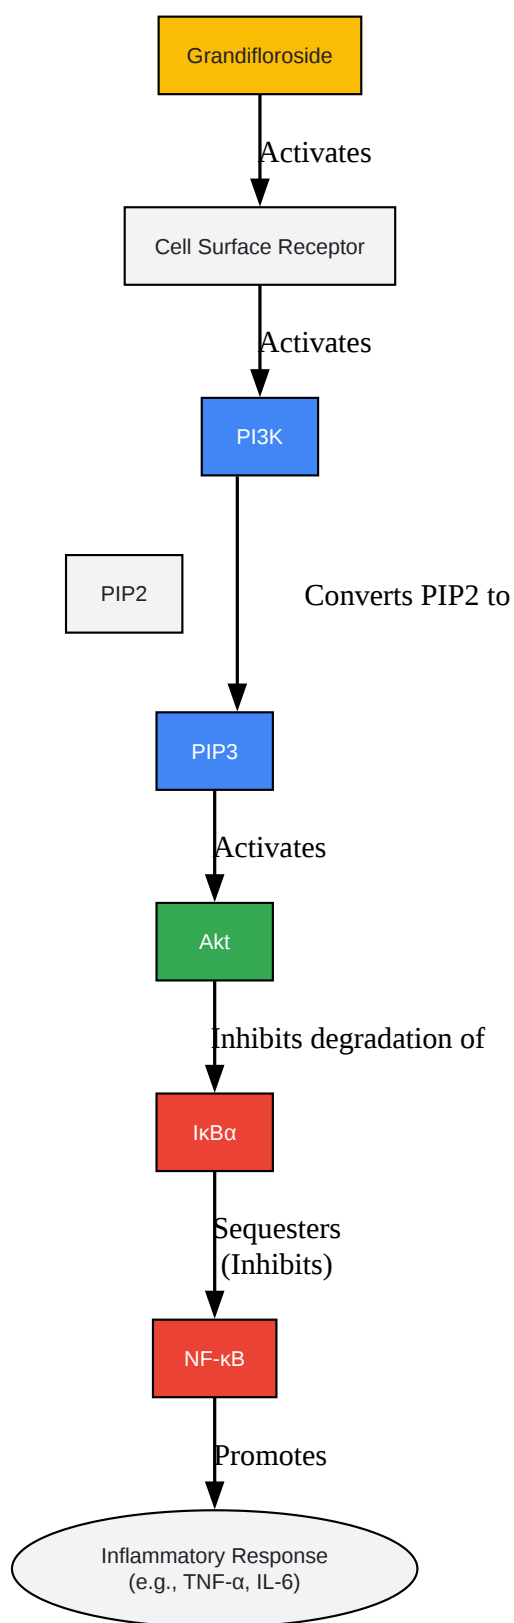 Grandifloroside
Activates
Cell Surface Receptor
Activates
PI3K
PIP2
Converts PIP2 to
PIP3
Activates
Akt
Inhibits degradation of
IκBα
Sequesters
(Inhibits)
NF-κB
Promotes
Inflammatory Response
(e.g., TNF-α, IL-6)